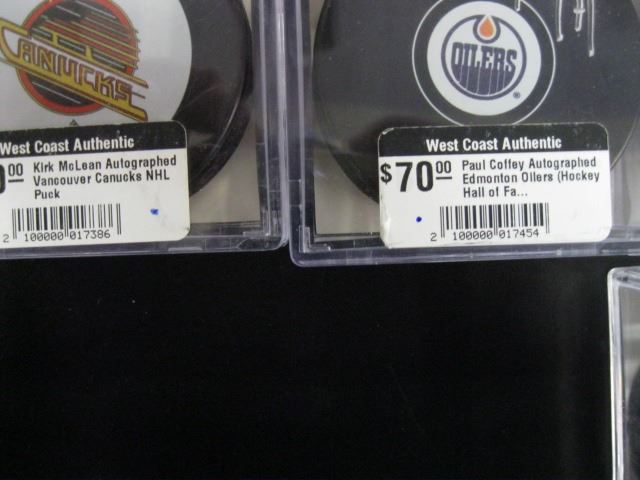 CANUCKS
OILERS
West Coast Authentic
0.00 Kirk McLean Autographed
Vancouver Canucks NHL
Puck
2 100000 017386
West Coast Authentic
$70.00 Paul Coffey Autographed
Edmonton Oilers (Hockey
Hall of Fa...
2 100000 017454